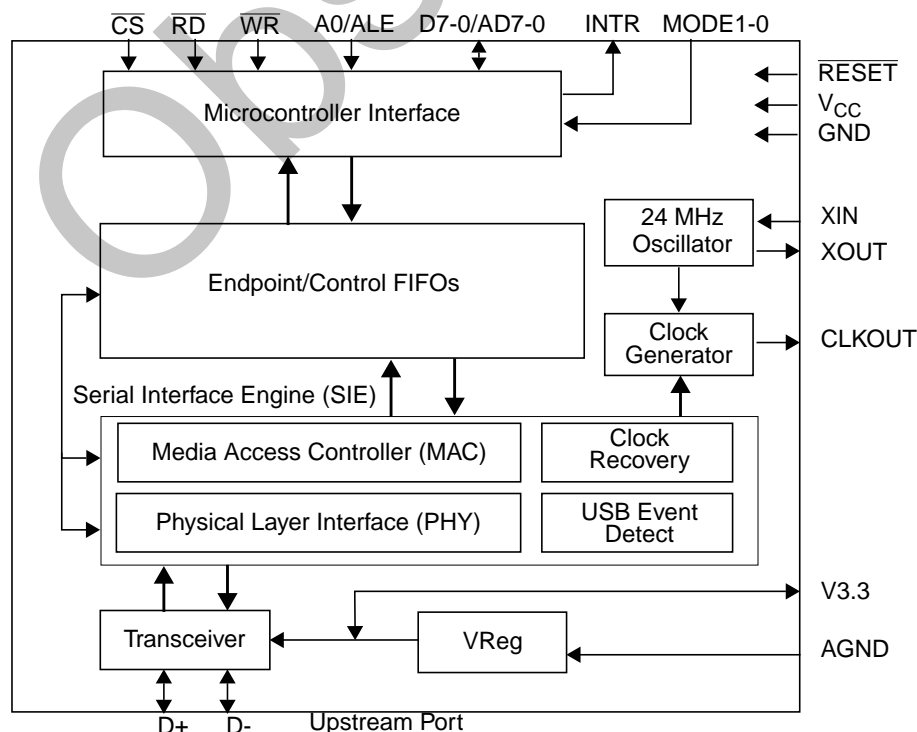 CS RD WR A0/ALE D7-0/AD7-0 INTR MODE1-0
RESET
VCC
GND
Microcontroller Interface
24 MHz
Oscillator
XIN
XOUT
Endpoint/Control FIFOs
Clock
Generator
CLKOUT
Serial Interface Engine (SIE)
Media Access Controller (MAC)
Clock
Recovery
Physical Layer Interface (PHY)
USB Event
Detect
V3.3
Transceiver
VReg
AGND
D+ D- Upstream Port
Obs